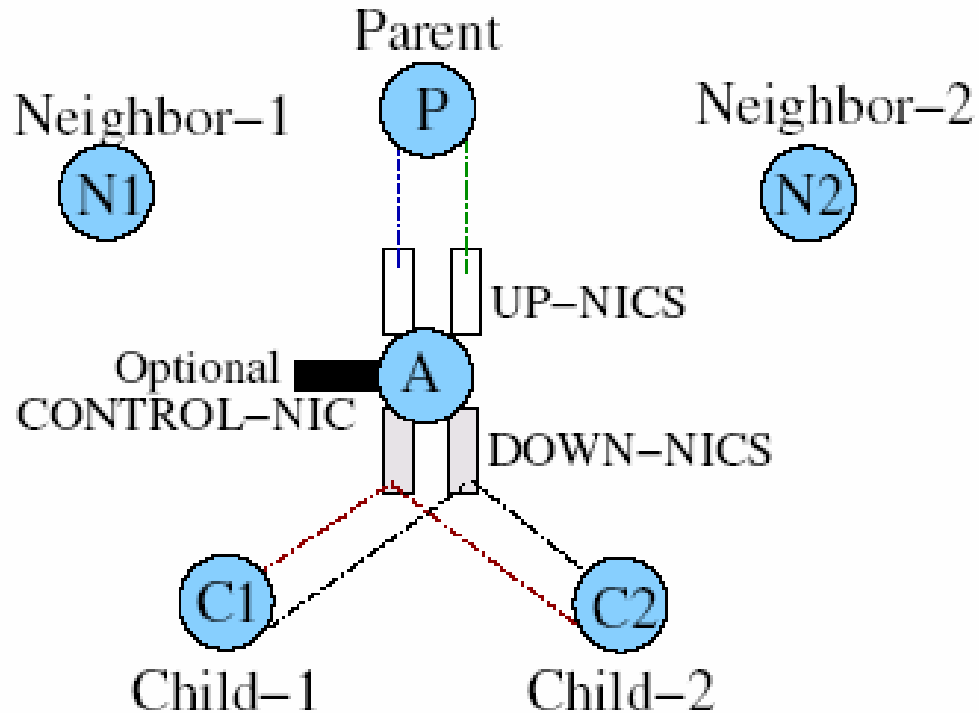 Parent
P
Neighbor-1
N1
Neighbor-2
N2
UP-NICS
Optional
CONTROL-NIC
A
DOWN-NICS
C1
Child-1
C2
Child-2